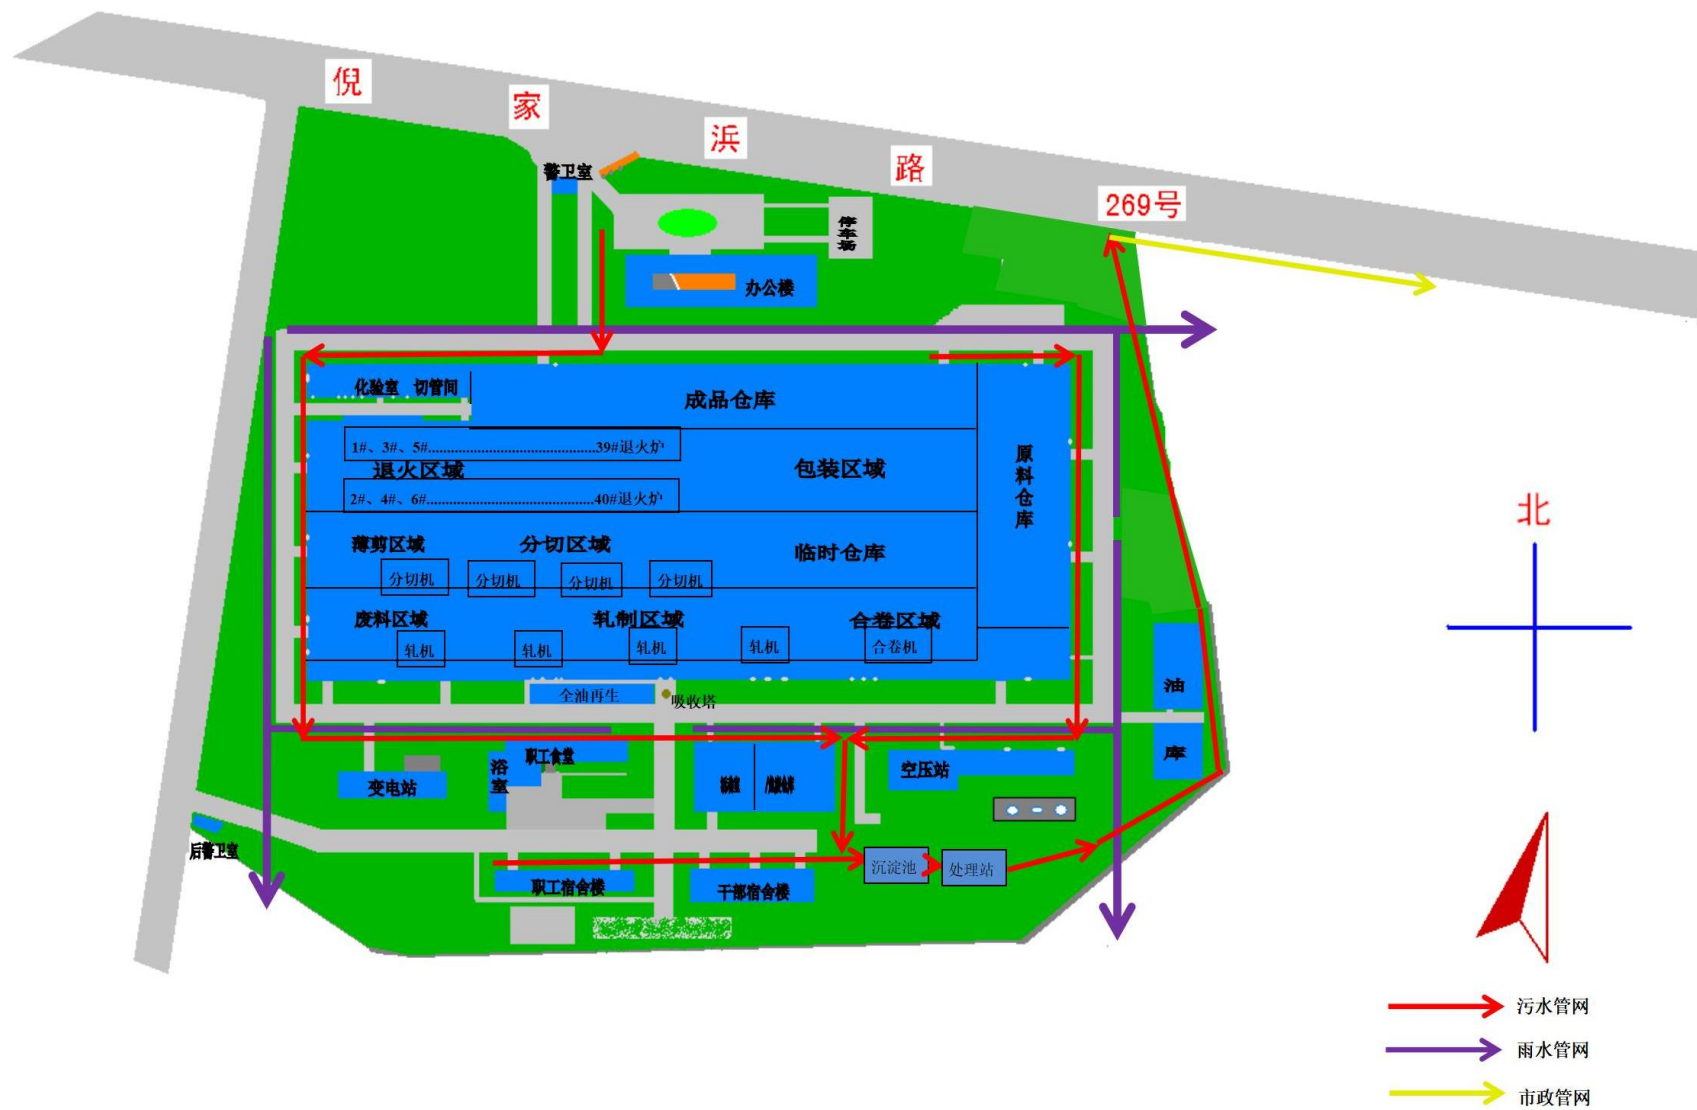 倪家浜路
269号
警卫室
停车场
办公楼
化验室 切管间
成品仓库
1#、3#、5#..........................................39#退火炉
退火区域
包装区域
原料仓库
2#、4#、6#..........................................40#退火炉
薄剪区域
分切区域
临时仓库
分切机
分切机
分切机
分切机
废料区域
轧制区域
合卷区域
轧机
轧机
轧机
轧机
合卷机
全油再生
吸收塔
油库
北
职工食堂
浴室
变电站
空压站
后警卫室
沉淀池
处理站
职工宿舍楼
干部宿舍楼
污水管网
雨水管网
市政管网